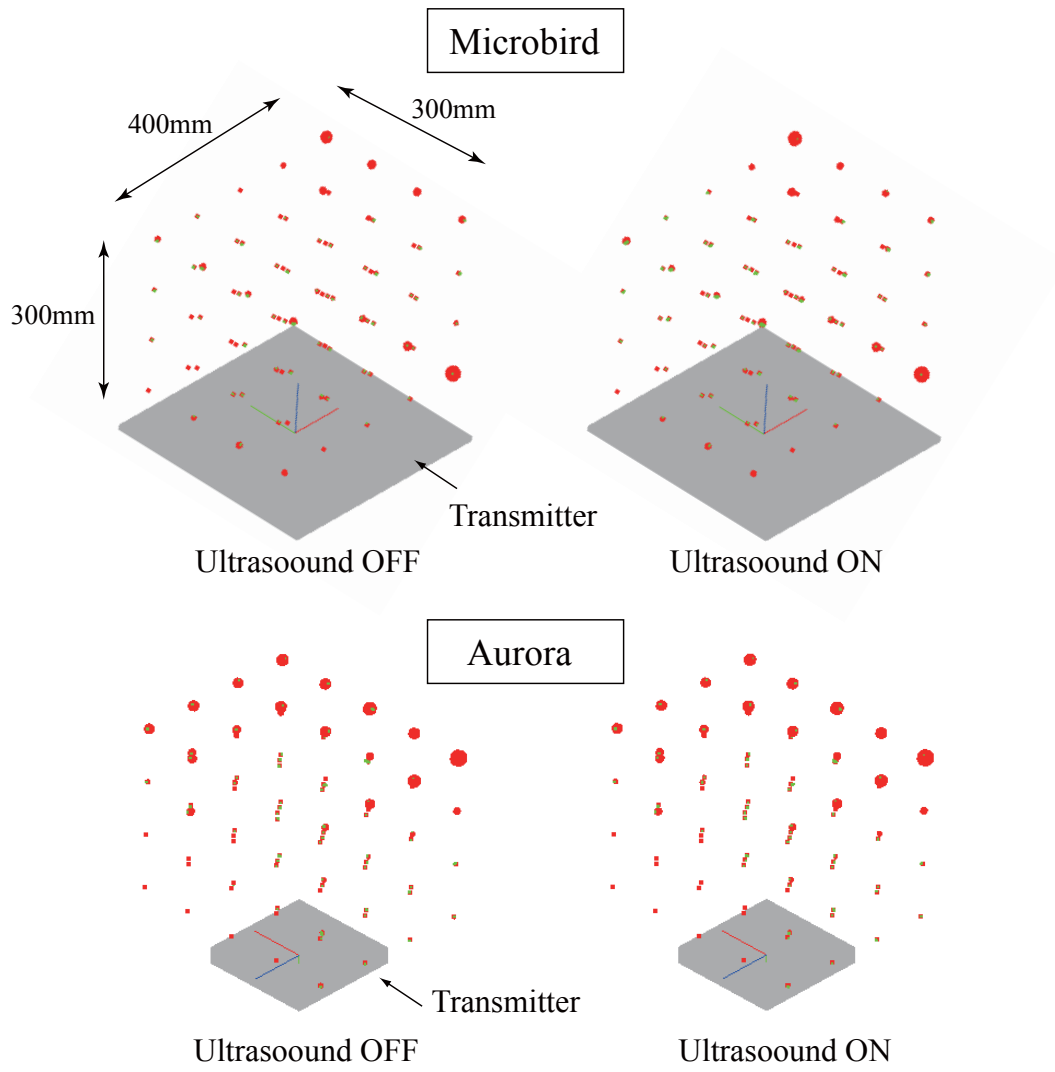 Microbird
400mm
300mm
300mm
Transmitter
Ultrasoound OFF
Ultrasoound ON
Aurora
Transmitter
Ultrasoound OFF
Ultrasoound ON